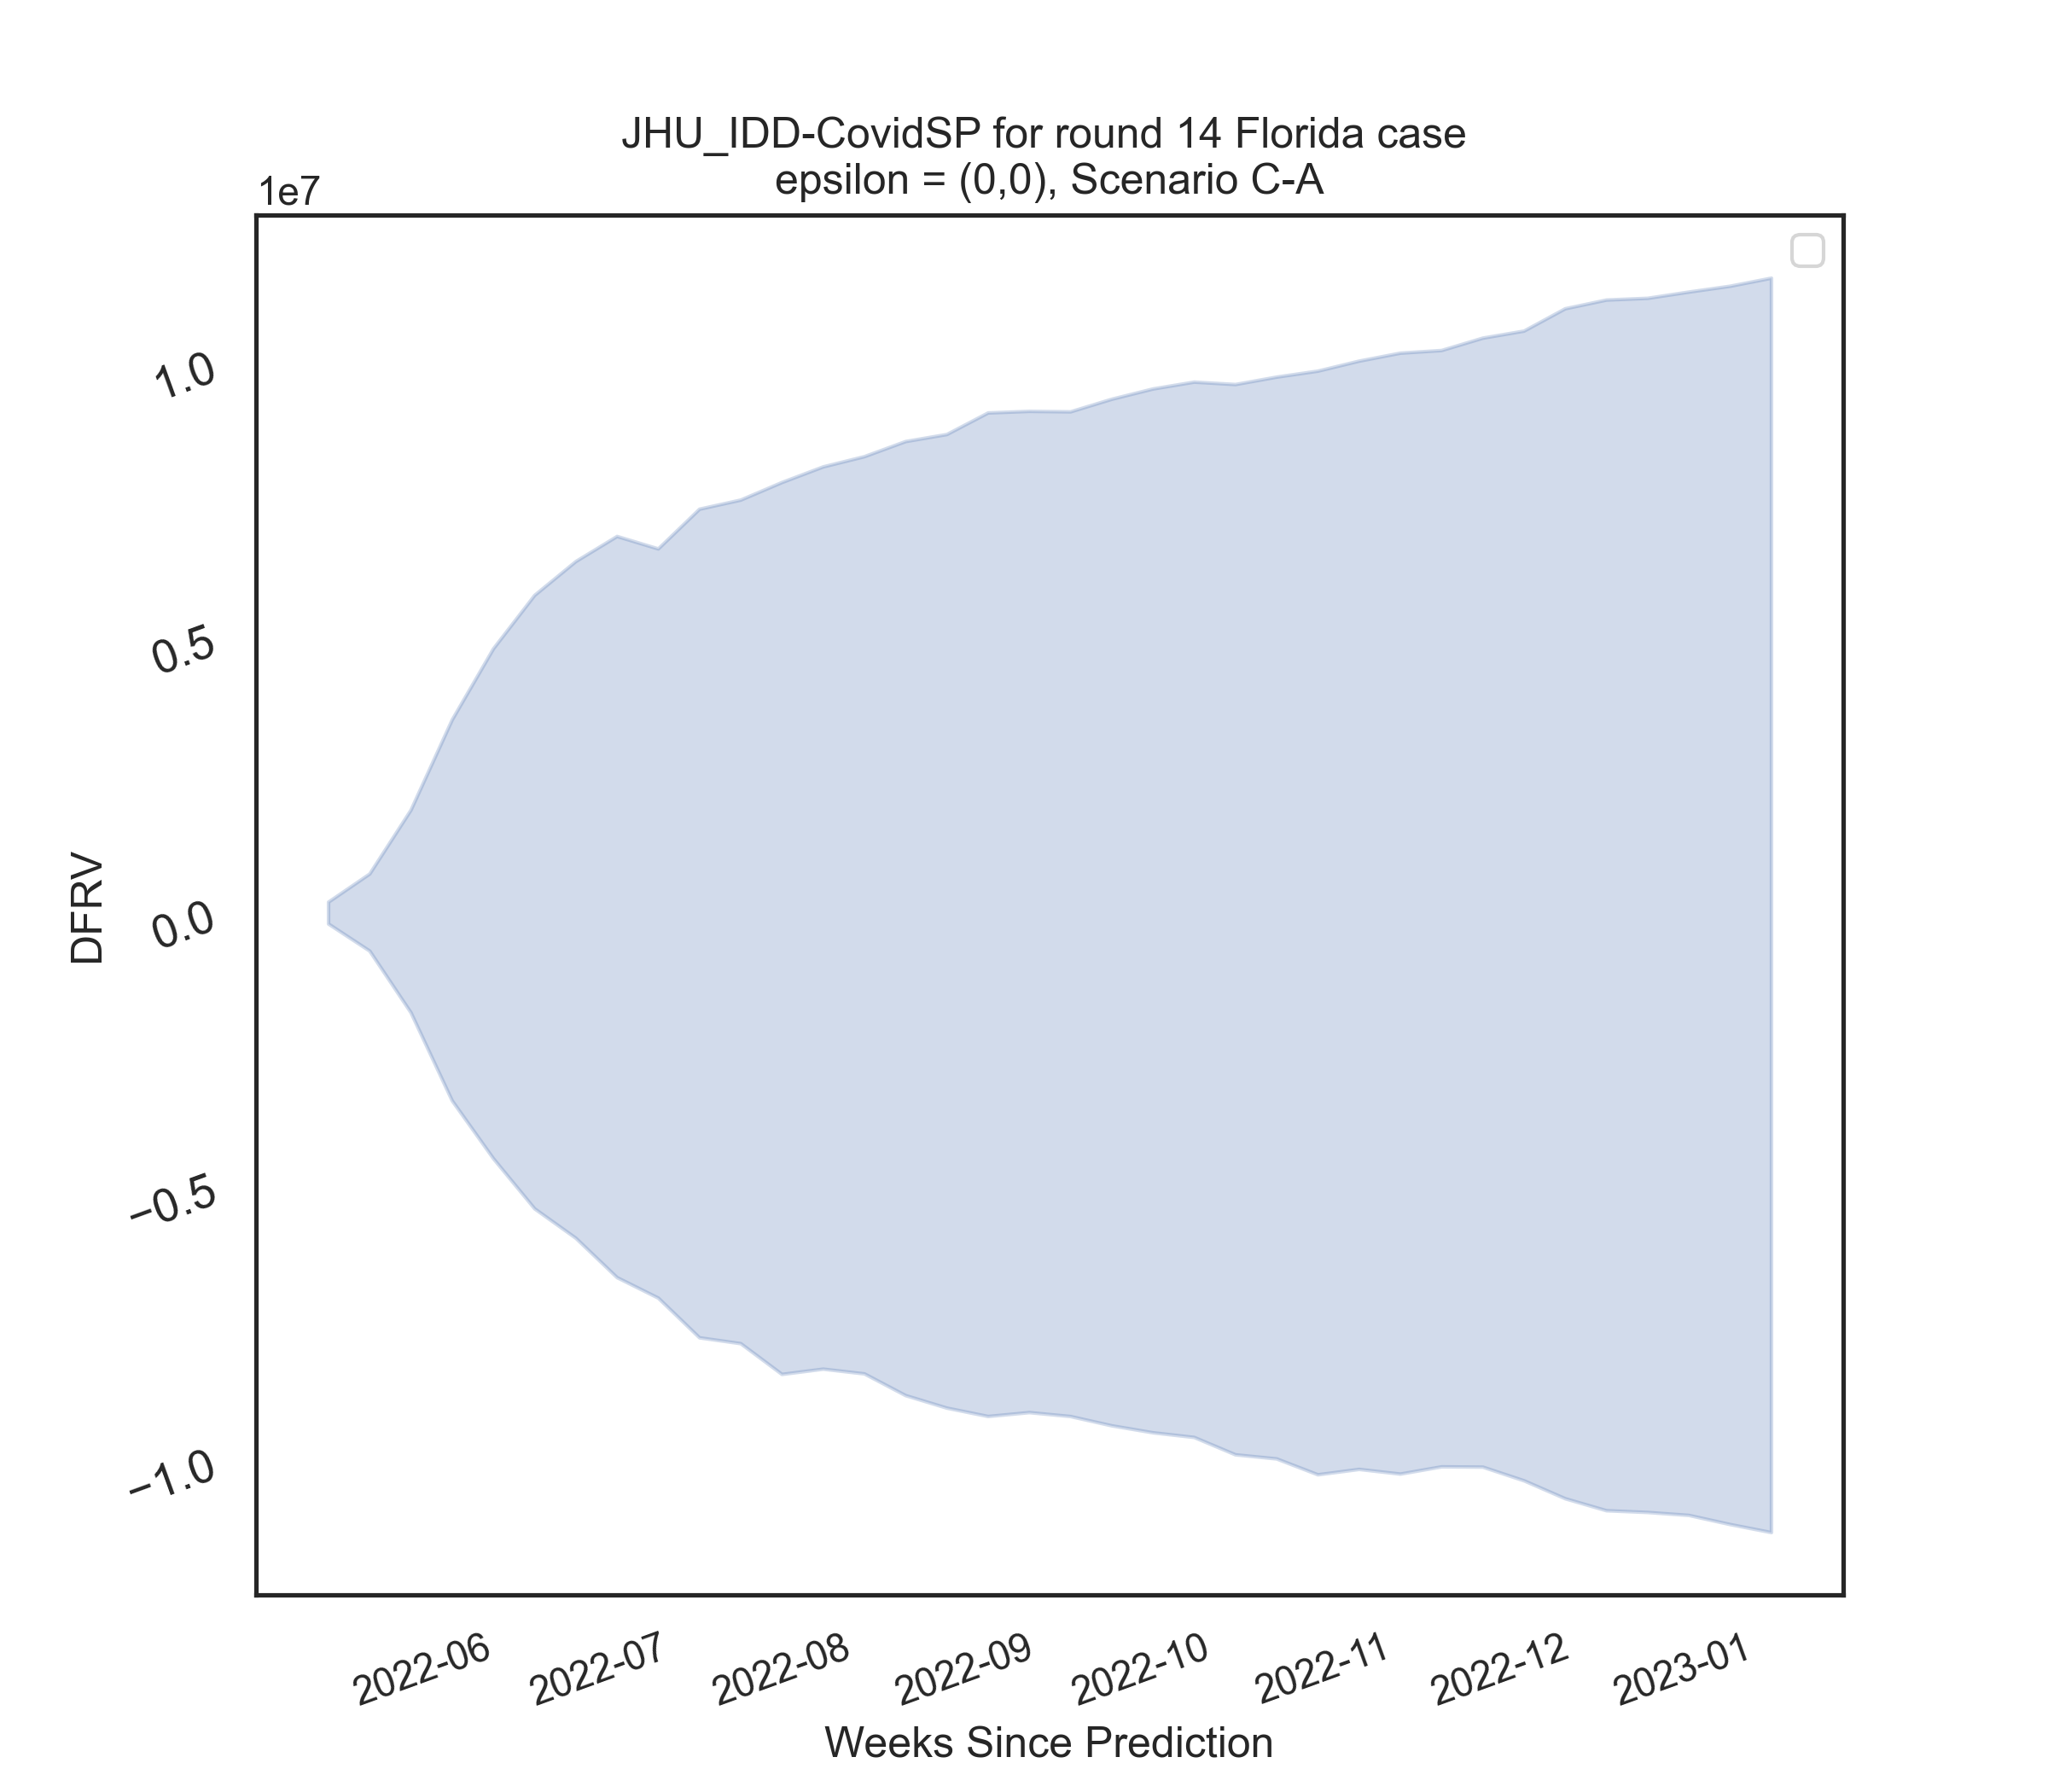 JHU_IDD-CovidSP for round 14 Florida case
epsilon = (0,0), Scenario C-A
1e7
1.0
0.5
0.0
−0.5
−1.0
DFRV
2022-06
2022-07
2022-08
2022-09
2022-10
2022-11
2022-12
2023-01
Weeks Since Prediction